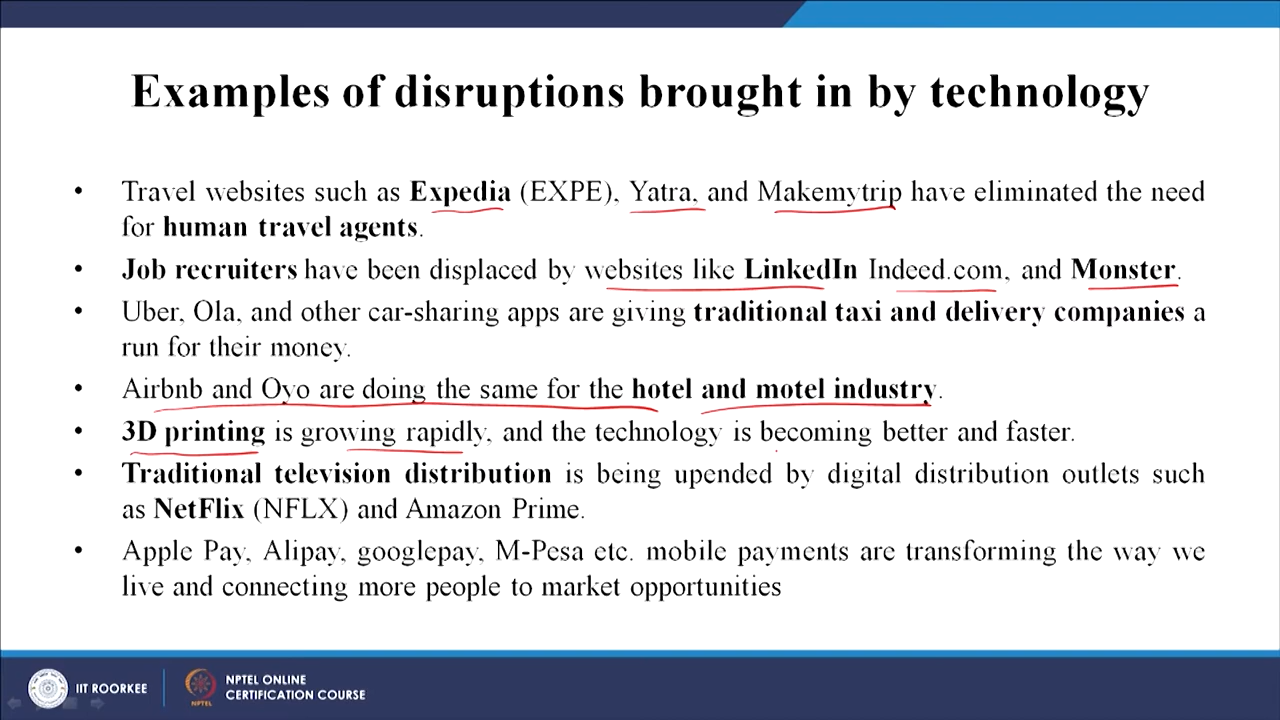 Examples of disruptions brought in by technology
• Travel websites such as Expedia (EXPE), Yatra, and Makemytrip have eliminated the need
for human travel agents.
• Job recruiters have been displaced by websites like LinkedIn Indeed.com, and Monster.
• Uber, Ola, and other car-sharing apps are giving traditional taxi and delivery companies a
run for their money.
• Airbnb and Oyo are doing the same for the hotel and motel industry.
• 3D printing is growing rapidly, and the technology is becoming better and faster.
• Traditional television distribution is being upended by digital distribution outlets such
as NetFlix (NFLX) and Amazon Prime.
• Apple Pay, Alipay, googlepay, M-Pesa etc. mobile payments are transforming the way we
live and connecting more people to market opportunities
IIT ROORKEE
NPTEL
NPTEL ONLINE
CERTIFICATION COURSE